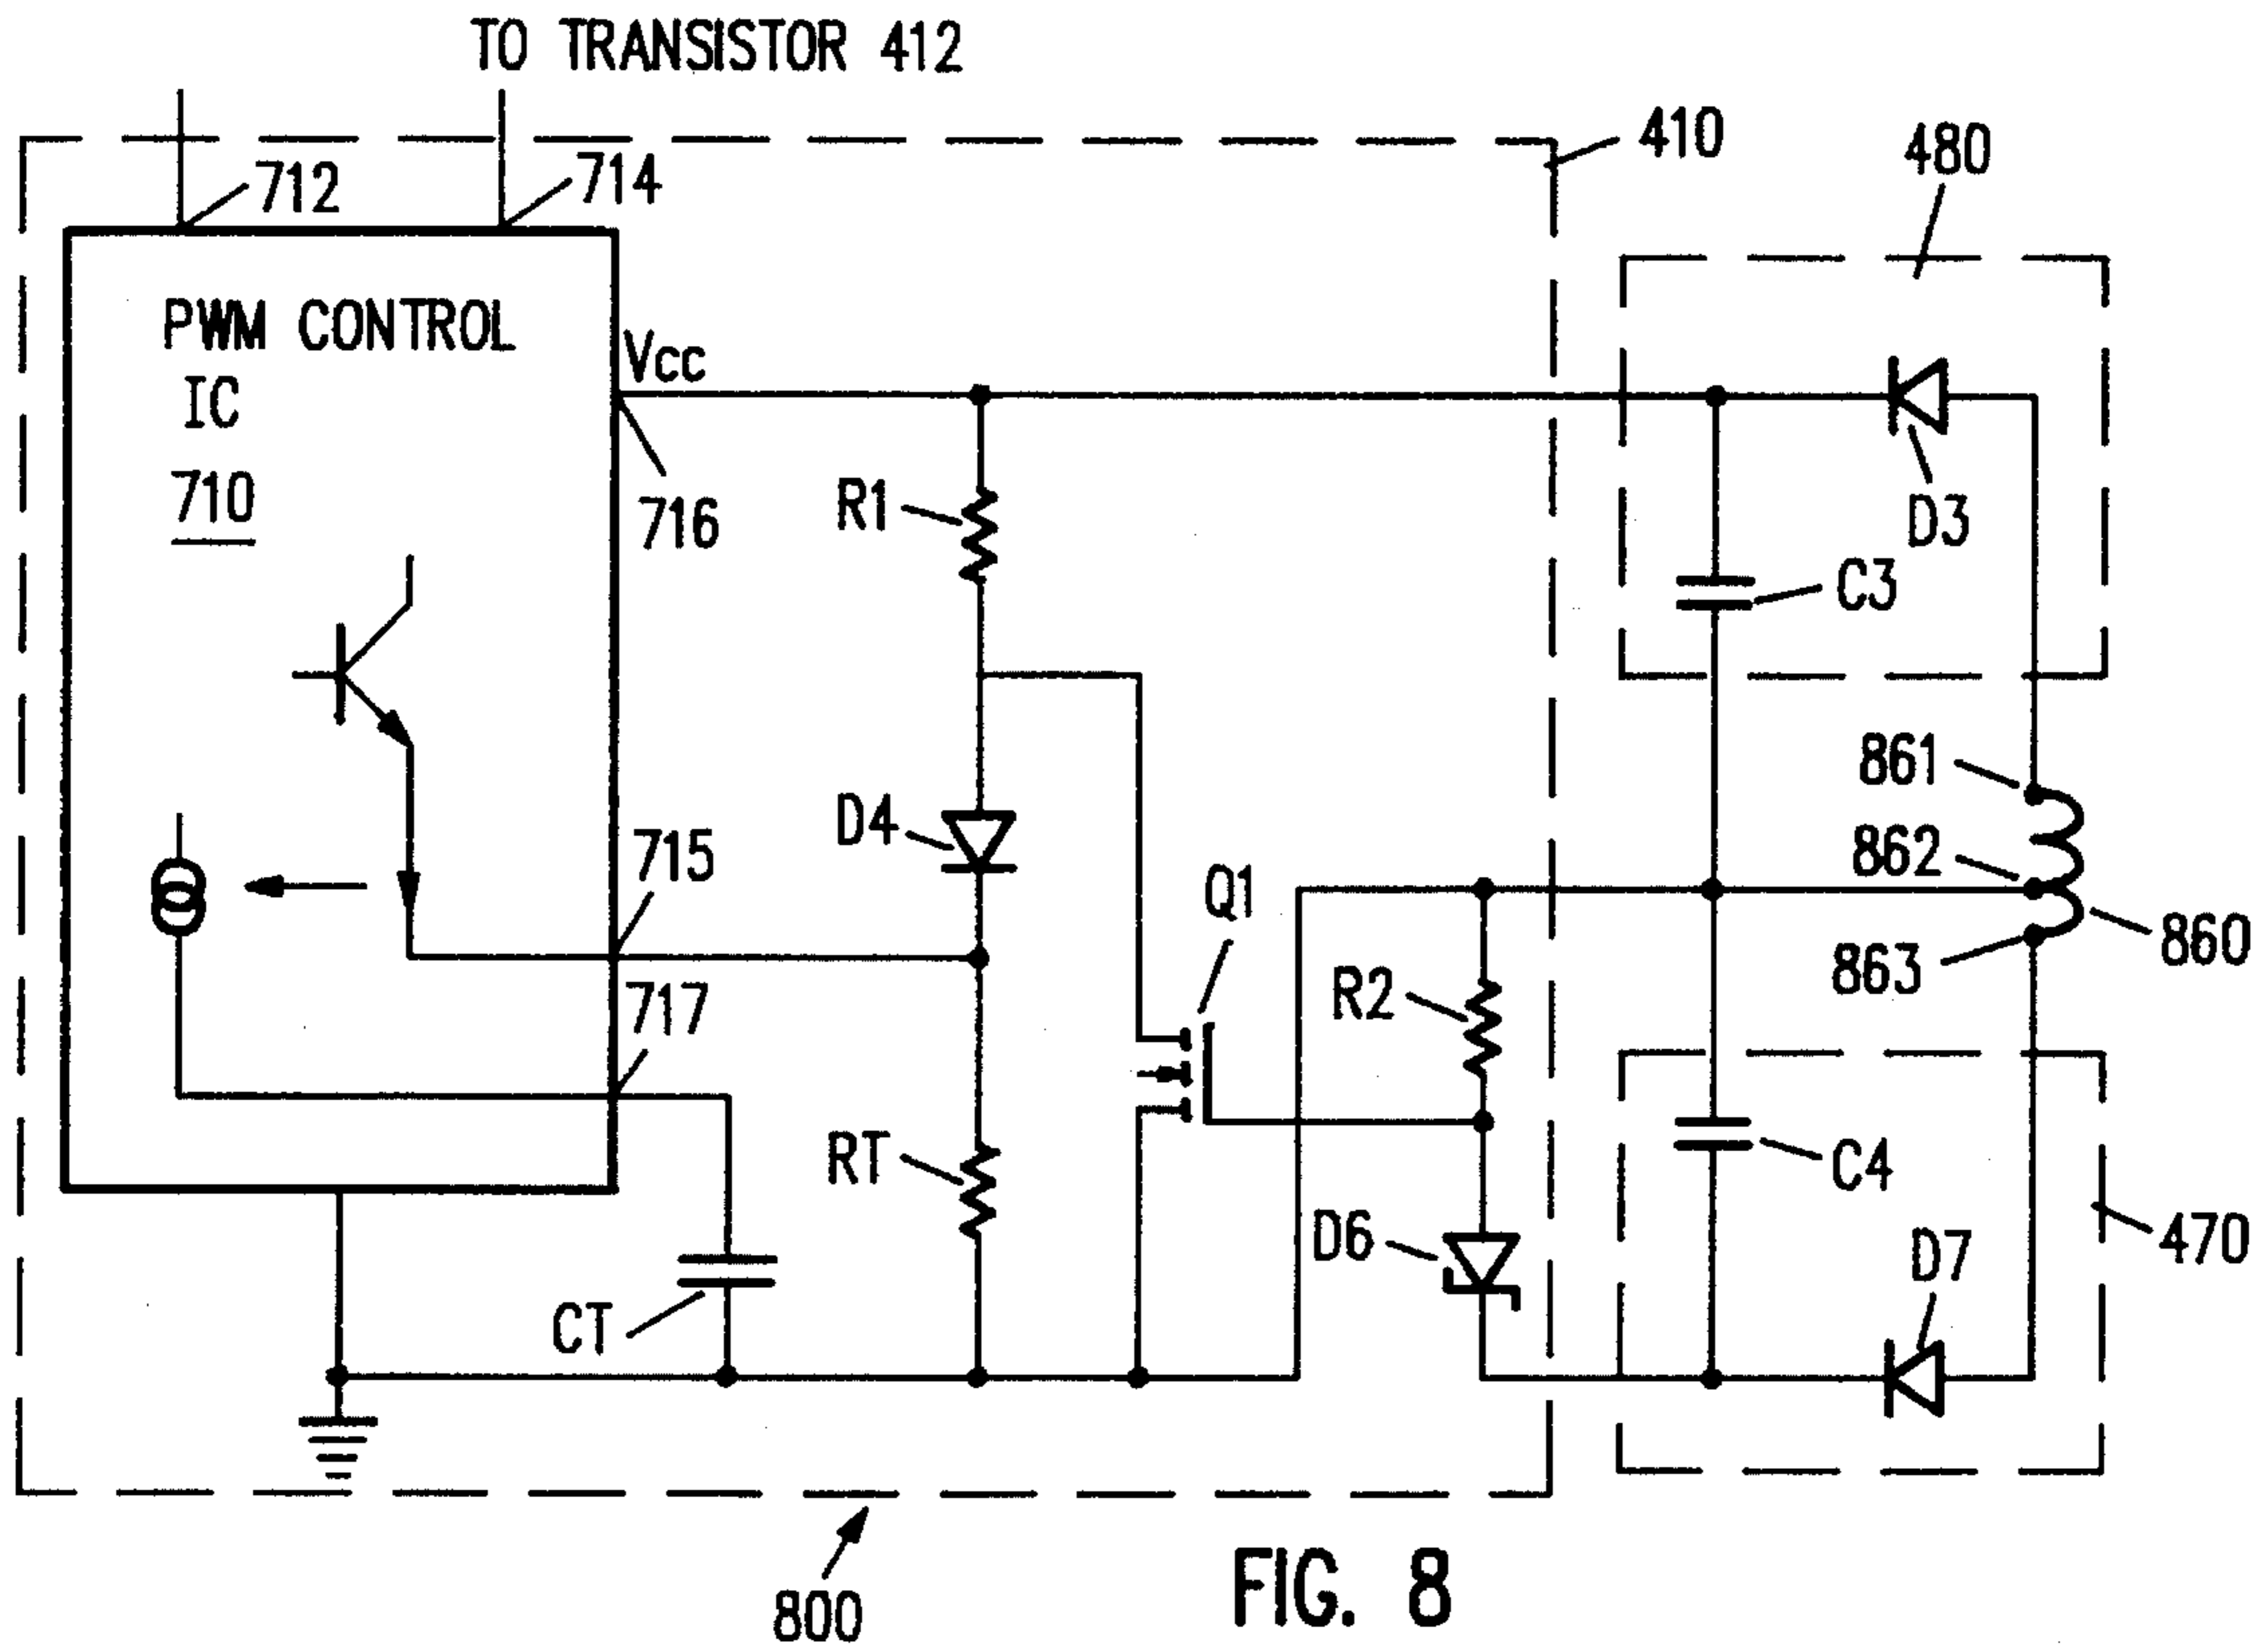 TO TRANSISTOR 412
410
480
712
714
PWM CONTROL
IC
710
Vcc
716
R1
D3
C3
861
862
860
863
D4
715
Q1
717
R2
RT
C4
470
D6
D7
CT
800
FIG. 8